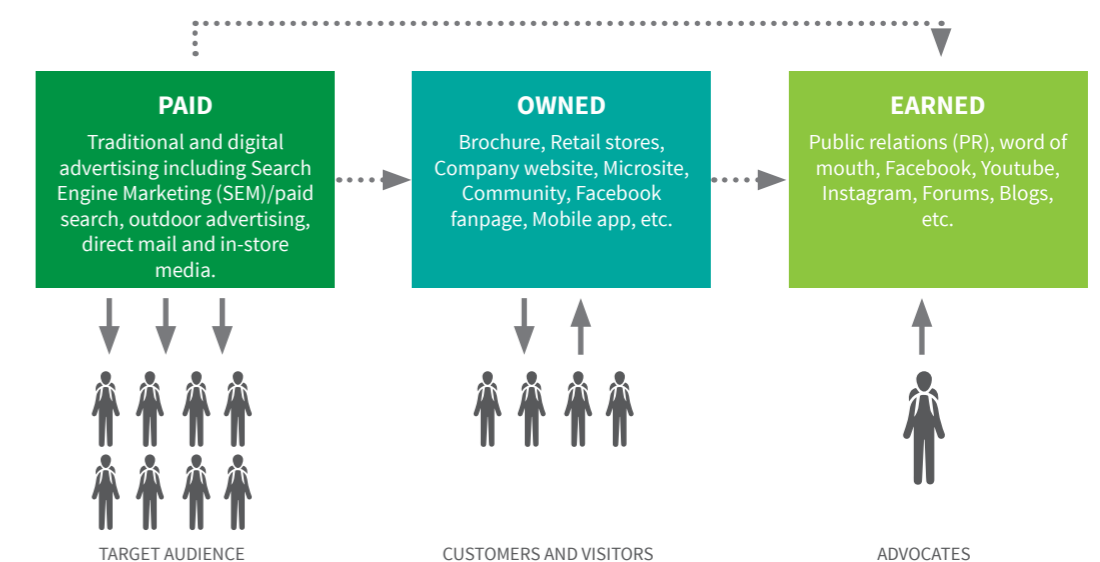 PAID
Traditional and digital
advertising including Search
Engine Marketing (SEM)/paid
search, outdoor advertising,
direct mail and in-store
media.
OWNED
Brochure, Retail stores,
Company website, Microsite,
Community, Facebook
fanpage, Mobile app, etc.
EARNED
Public relations (PR), word of
mouth, Facebook, Youtube,
Instagram, Forums, Blogs,
etc.
TARGET AUDIENCE
CUSTOMERS AND VISITORS
ADVOCATES